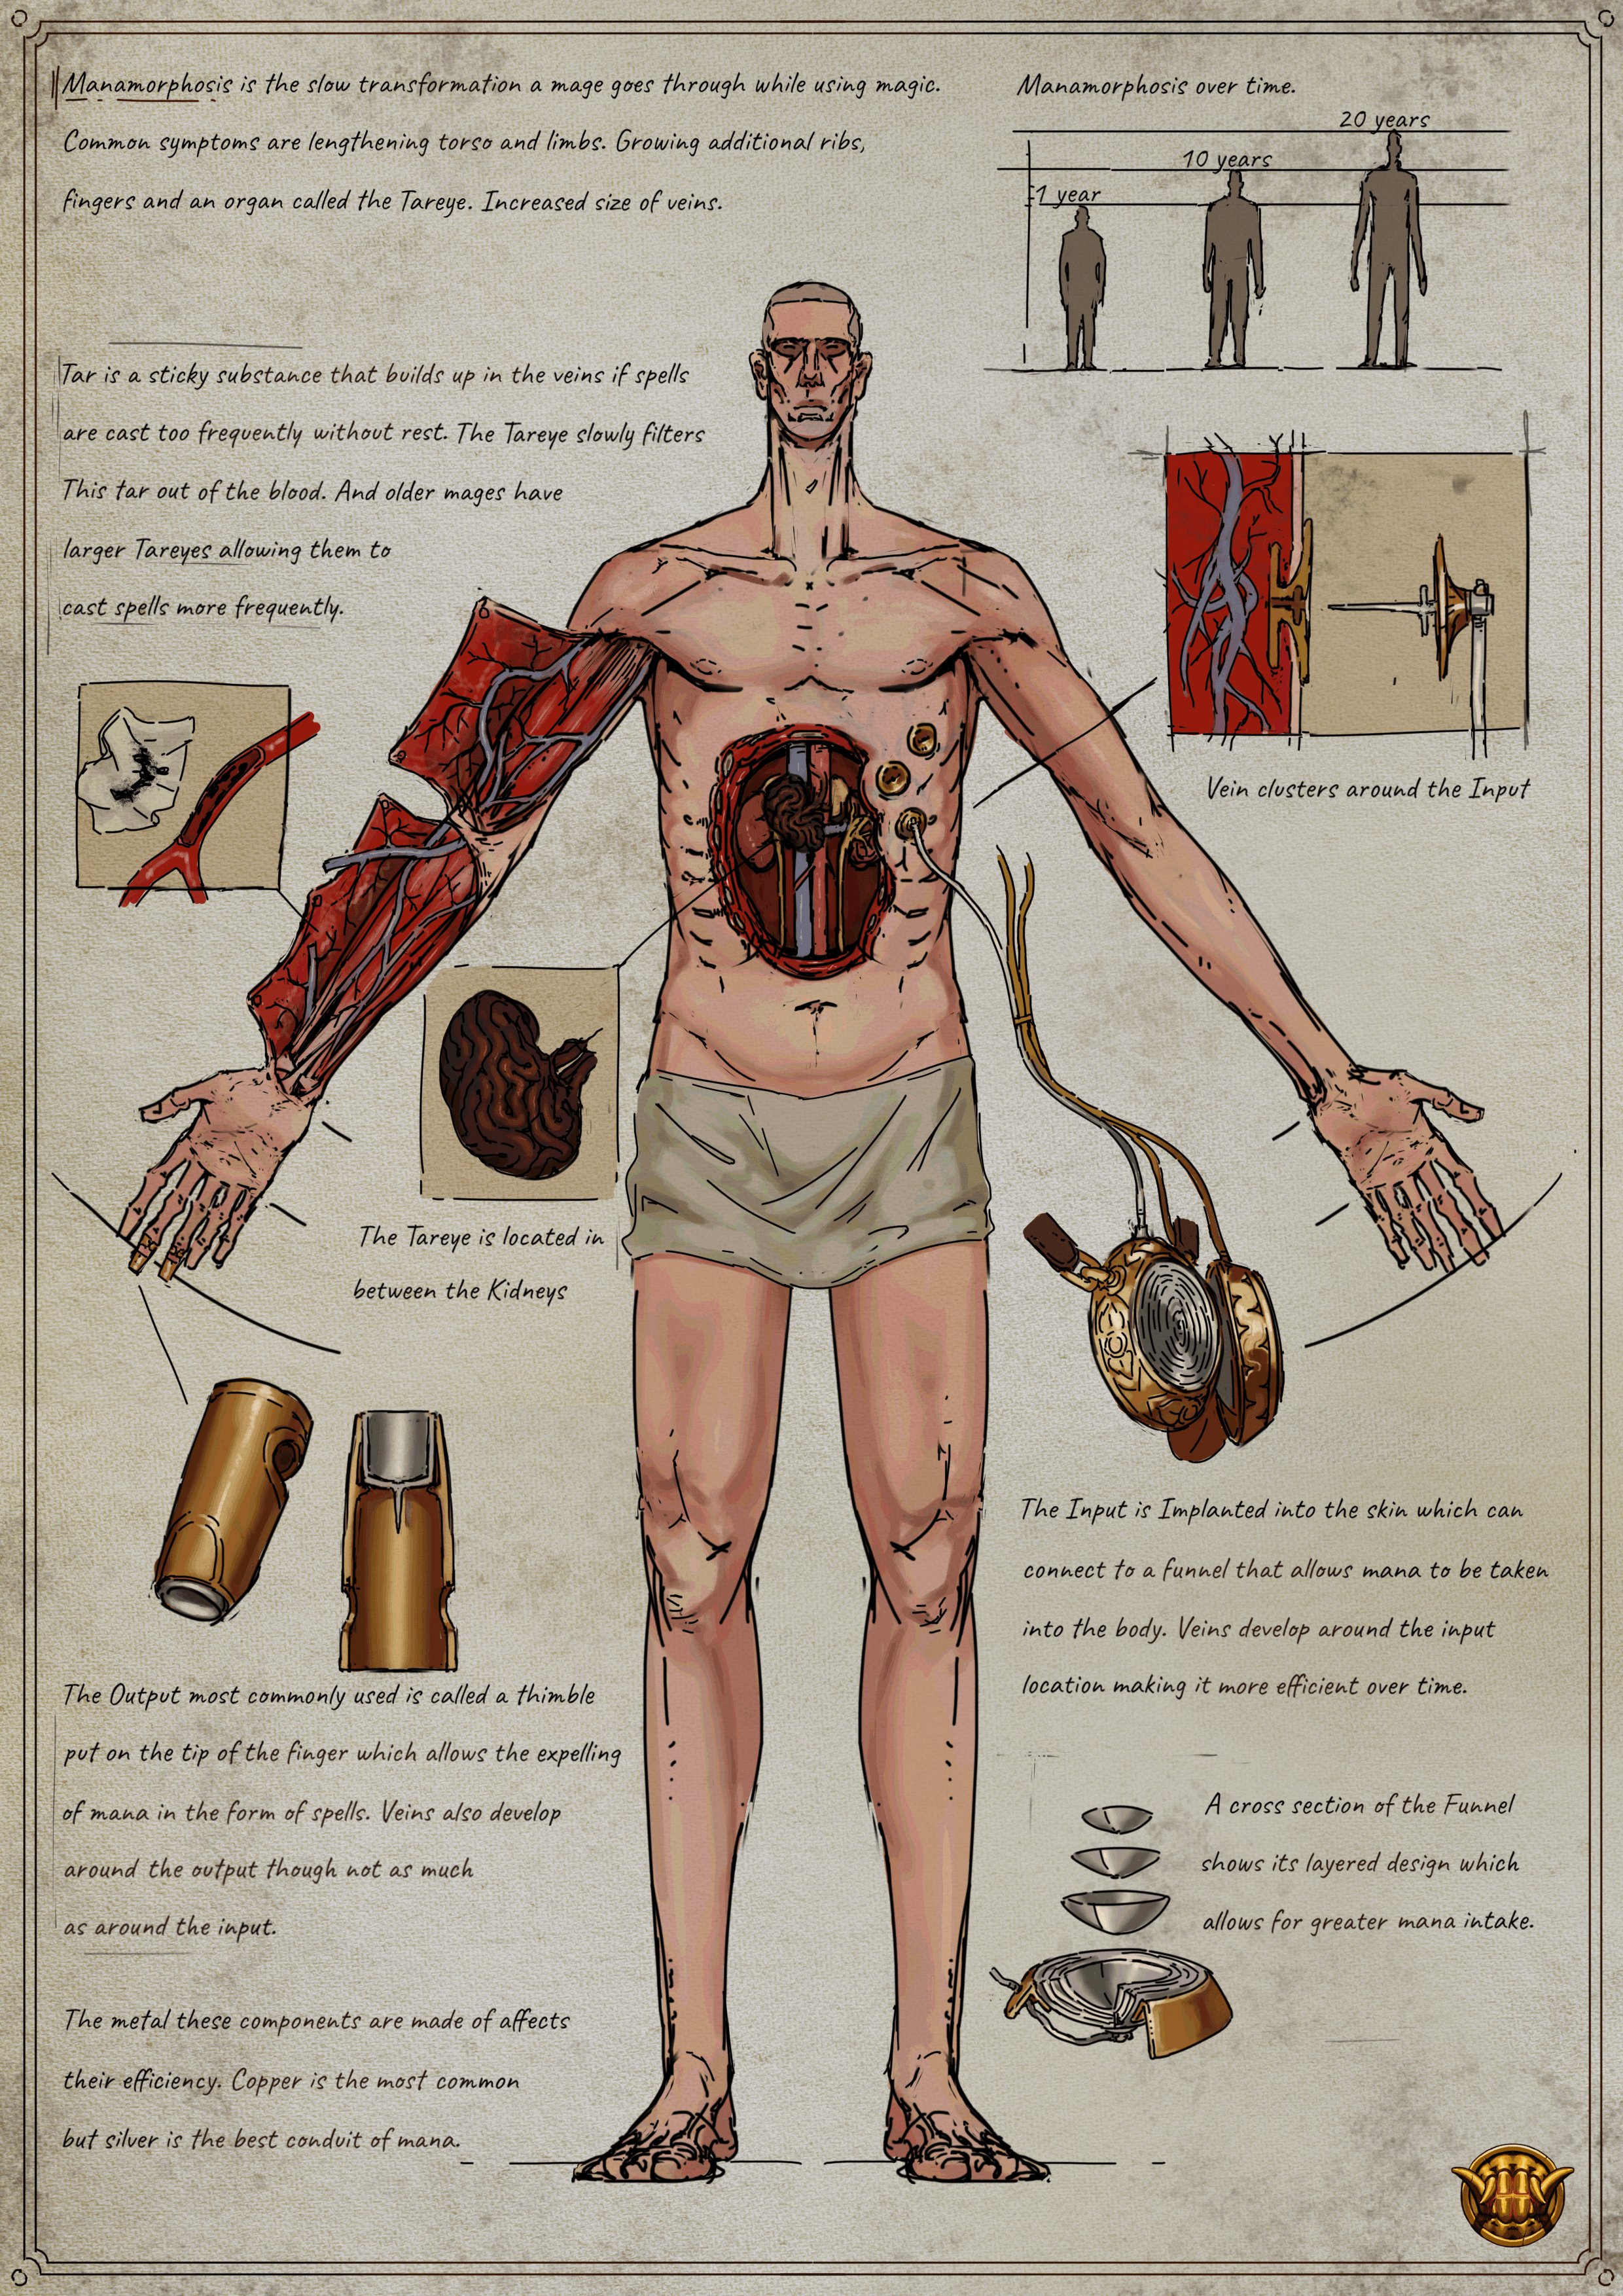 Manamorphosis is the slow transformation a mage goes through while using magic.
Common symptoms are lengthening torso and limbs. Growing additional ribs,
fingers and an organ called the Tareye. Increased size of veins.
Manamorphosis over time.
1 year
10 years
20 years
Tar is a sticky substance that builds up in the veins if spells
are cast too frequently without rest. The Tareye slowly filters
This tar out of the blood. And older mages have
larger Tareyes allowing them to
cast spells more frequently.
Vein clusters around the Input
The Tareye is located in
between the Kidneys
The Input is Implanted into the skin which can
connect to a funnel that allows mana to be taken
into the body. Veins develop around the input
location making it more efficient over time.
The Output most commonly used is called a thimble
put on the tip of the finger which allows the expelling
of mana in the form of spells. Veins also develop
around the output though not as much
as around the input.
A cross section of the Funnel
shows its layered design which
allows for greater mana intake.
The metal these components are made of affects
their efficiency. Copper is the most common
but silver is the best conduit of mana.